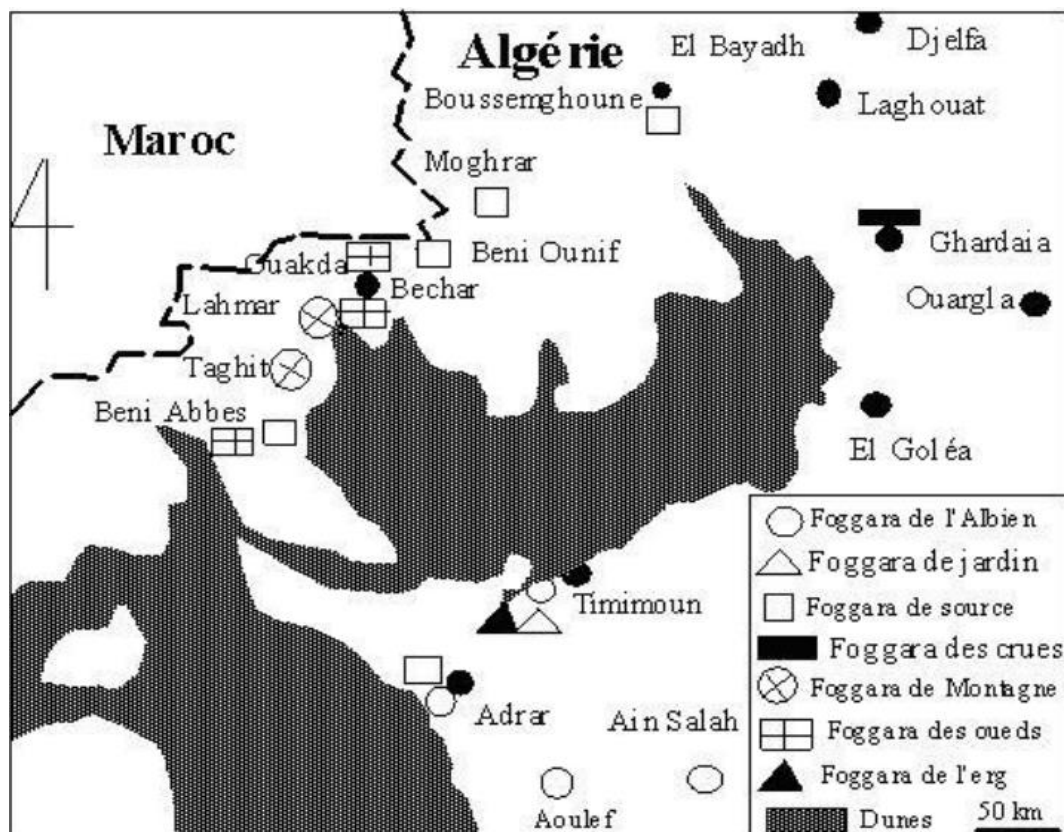 Algérie
El Bayadh
Djelfa
Boussemghoune
Laghouat
Maroc
Moghrar
Beni Ounif
Ghardaia
Ouakda
Bechar
Lahmar
Ouargla
Taghit
Beni Abbes
El Goléa
Timimoun
Adrar
Ain Salah
Aoulef
Foggara de l'Albien
Foggara de jardin
Foggara de source
Foggara des crues
Foggara de Montagne
Foggara des oueds
Foggara de l'erg
Dunes 50 km